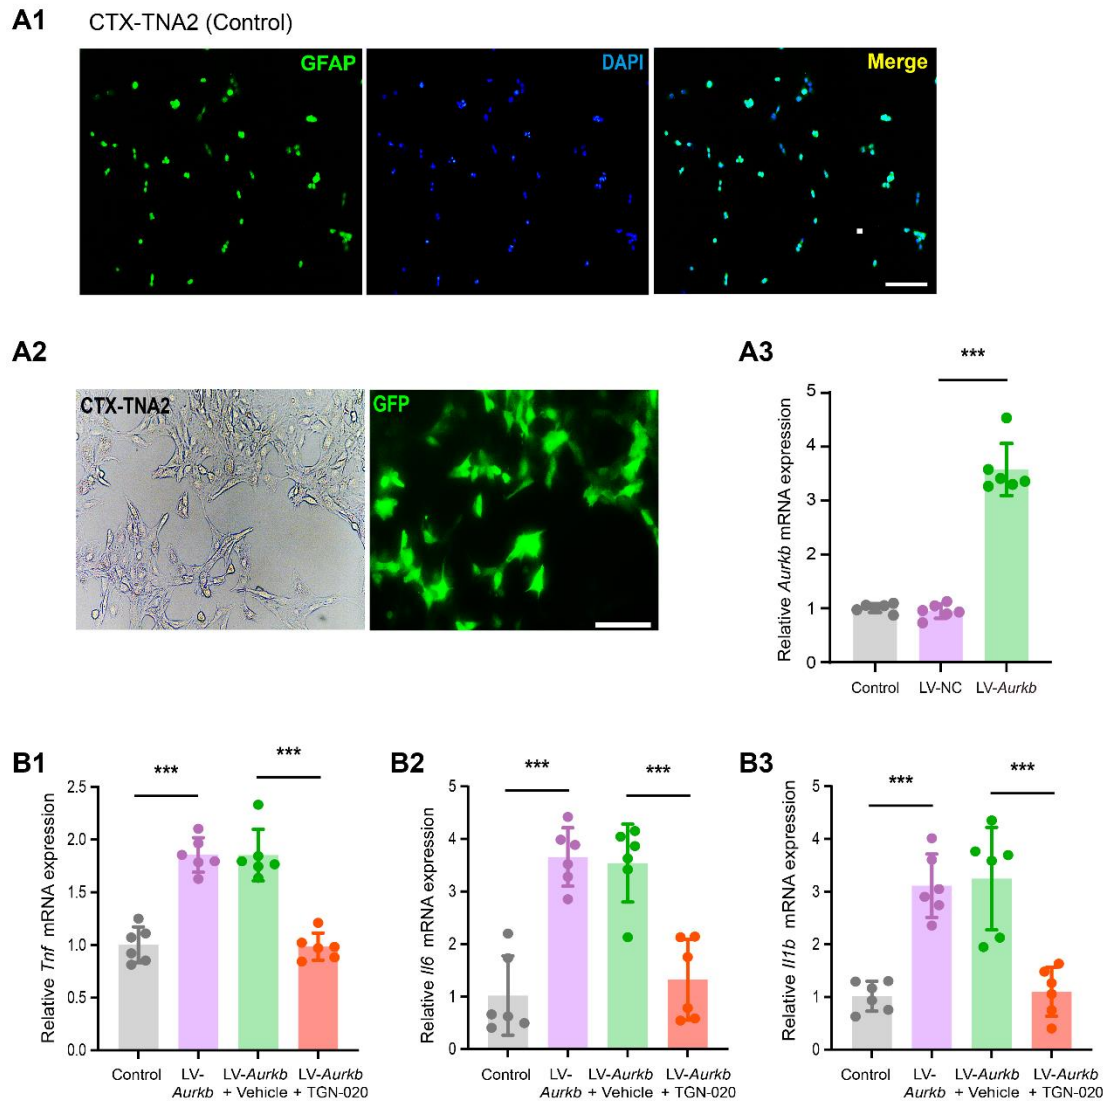 A1 CTX-TNA2 (Control)
GFAP
DAPI
Merge
A2
CTX-TNA2
GFP
A3
***
Relative Aurkb mRNA expression
5
4
3
2
1
0
Control
LV-NC
LV-Aurkb
B1
***
***
Relative Tnf mRNA expression
2.5
2.0
1.5
1.0
0.5
0.0
Control
LV-
Aurkb
LV-Aurkb
+ Vehicle
LV-Aurkb
+ TGN-020
B2
***
***
Relative Il6 mRNA expression
5
4
3
2
1
0
Control
LV-
Aurkb
LV-Aurkb
+ Vehicle
LV-Aurkb
+ TGN-020
B3
***
***
Relative Il1b mRNA expression
5
4
3
2
1
0
Control
LV-
Aurkb
LV-Aurkb
+ Vehicle
LV-Aurkb
+ TGN-020